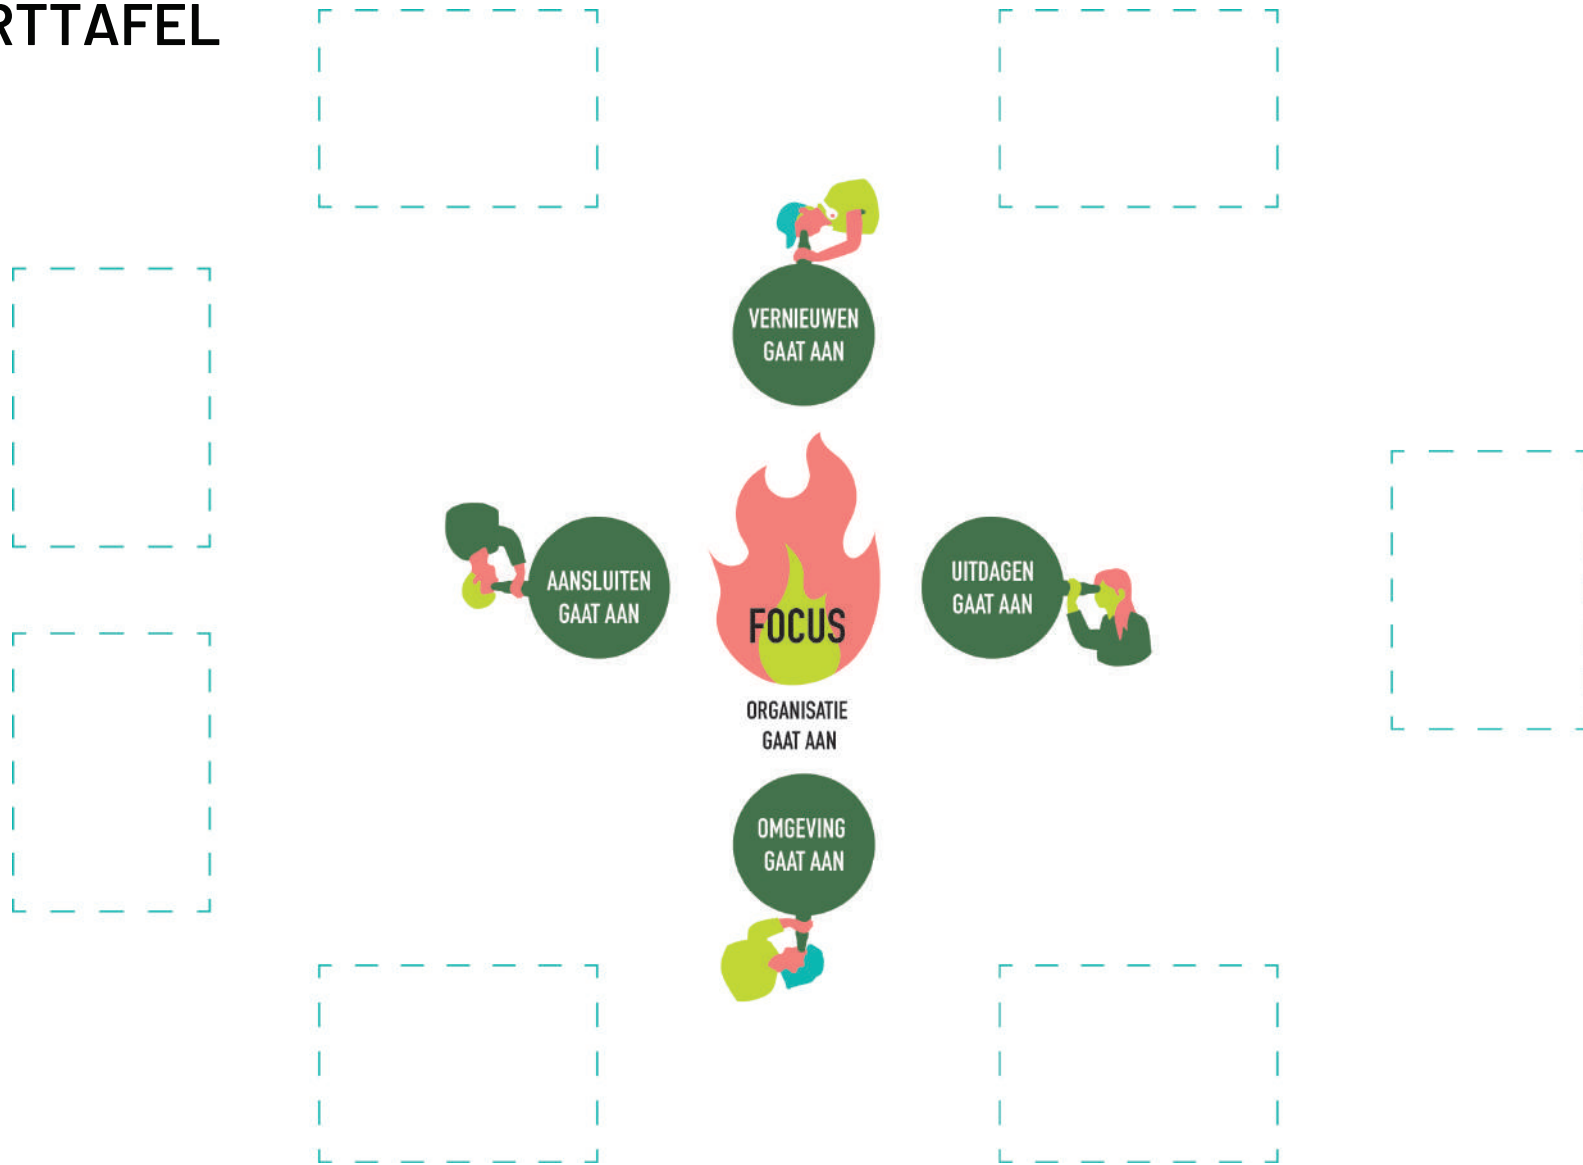 RTTAFEL
VERNIEUWEN
GAAT AAN
AANSLUITEN
GAAT AAN
FOCUS
UITDAGEN
GAAT AAN
ORGANISATIE
GAAT AAN
OMGEVING
GAAT AAN